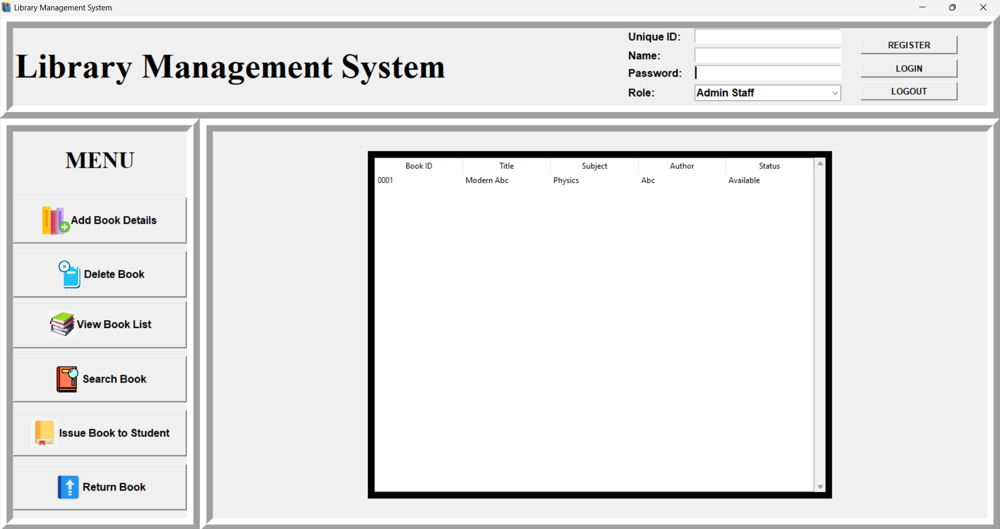 Library Management System
Library Management System
Unique ID:
Name:
Password:
Role:
Admin Staff
REGISTER
LOGIN
LOGOUT
MENU
Add Book Details
Delete Book
View Book List
Search Book
Issue Book to Student
Return Book
Book ID Title Subject Author Status
0001 Modern Abc Physics Abc Available